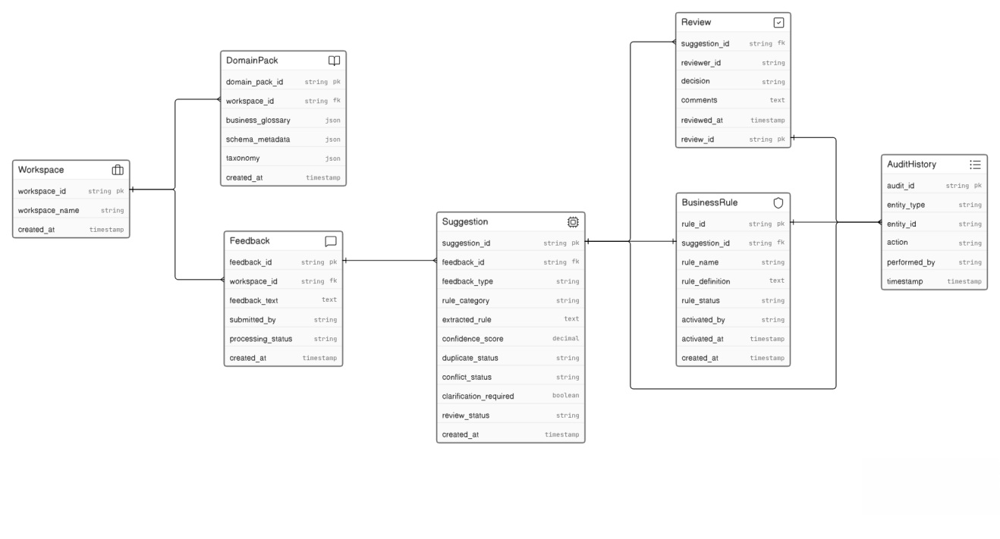 Workspace
workspace_id string pk
workspace_name string
created_at timestamp
DomainPack
domain_pack_id string pk
workspace_id string fk
business_glossary json
schema_metadata json
taxonomy json
created_at timestamp
Feedback
feedback_id string pk
workspace_id string fk
feedback_text text
submitted_by string
processing_status string
created_at timestamp
Suggestion
suggestion_id string pk
feedback_id string fk
feedback_type string
rule_category string
extracted_rule text
confidence_score decimal
duplicate_status string
conflict_status string
clarification_required boolean
review_status string
created_at timestamp
Review
suggestion_id string fk
reviewer_id string
decision string
comments text
reviewed_at timestamp
review_id string pk
BusinessRule
rule_id string pk
suggestion_id string fk
rule_name string
rule_definition text
rule_status string
activated_by string
activated_at timestamp
created_at timestamp
AuditHistory
audit_id string pk
entity_type string
entity_id string
action string
performed_by string
timestamp timestamp